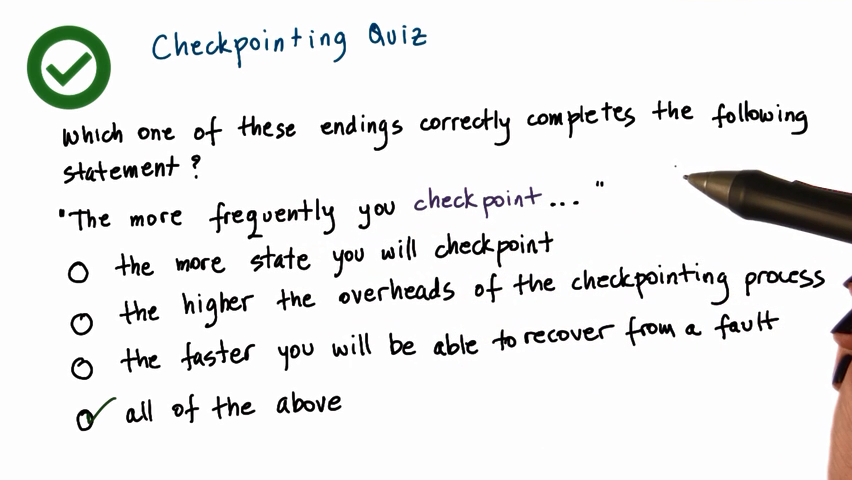 Checkpointing Quiz
Which one of these endings correctly completes the following
statement?
"The more frequently you checkpoint... "
the more state you will checkpoint
the higher the overheads of the checkpointing process
the faster you will be able to recover from a fault
all of the above